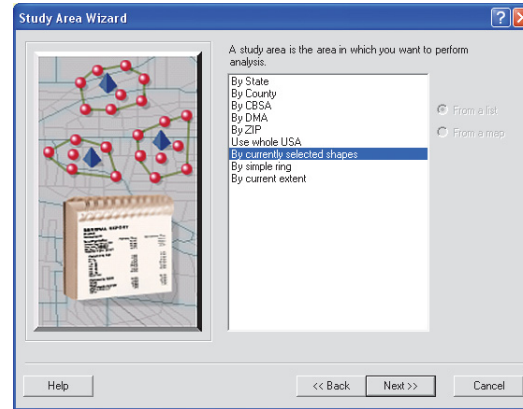 Study Area Wizard
A study area is the area in which you want to perform
analysis.
By State
By County
By CBSA
By DMA
By ZIP
Use whole USA
By currently selected shapes
By simple ring
By current extent
From a list
From a map
GENERAL REPORT
Help
<< Back
Next >>
Cancel